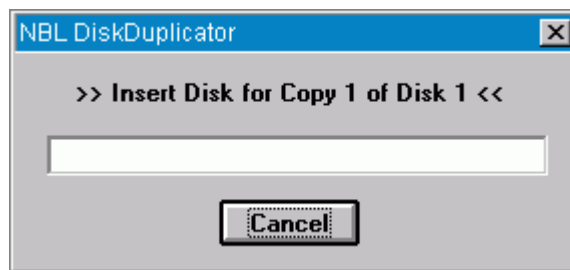 NBL DiskDuplicator
>> Insert Disk for Copy 1 of Disk 1 <<
Cancel